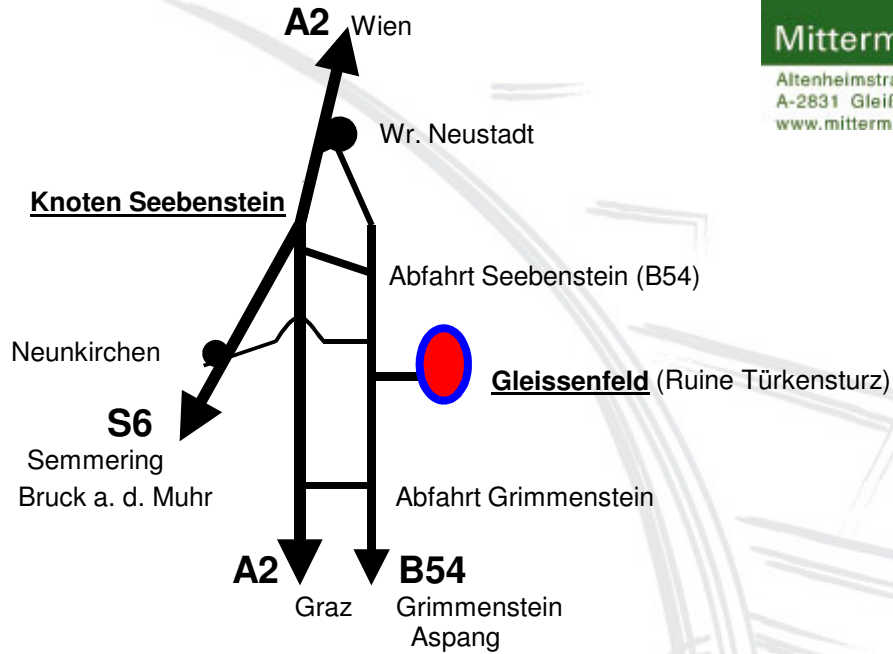 A2 Wien
Mitterm
Altenheimstra
A-2831 Glei
www.mitterm
Wr. Neustadt
Knoten Seebenstein
Abfahrt Seebenstein (B54)
Neunkirchen
Gleissenfeld (Ruine Türkensturz)
S6
Semmering
Bruck a. d. Muhr
Abfahrt Grimmenstein
A2
B54
Graz
Grimmenstein
Aspang